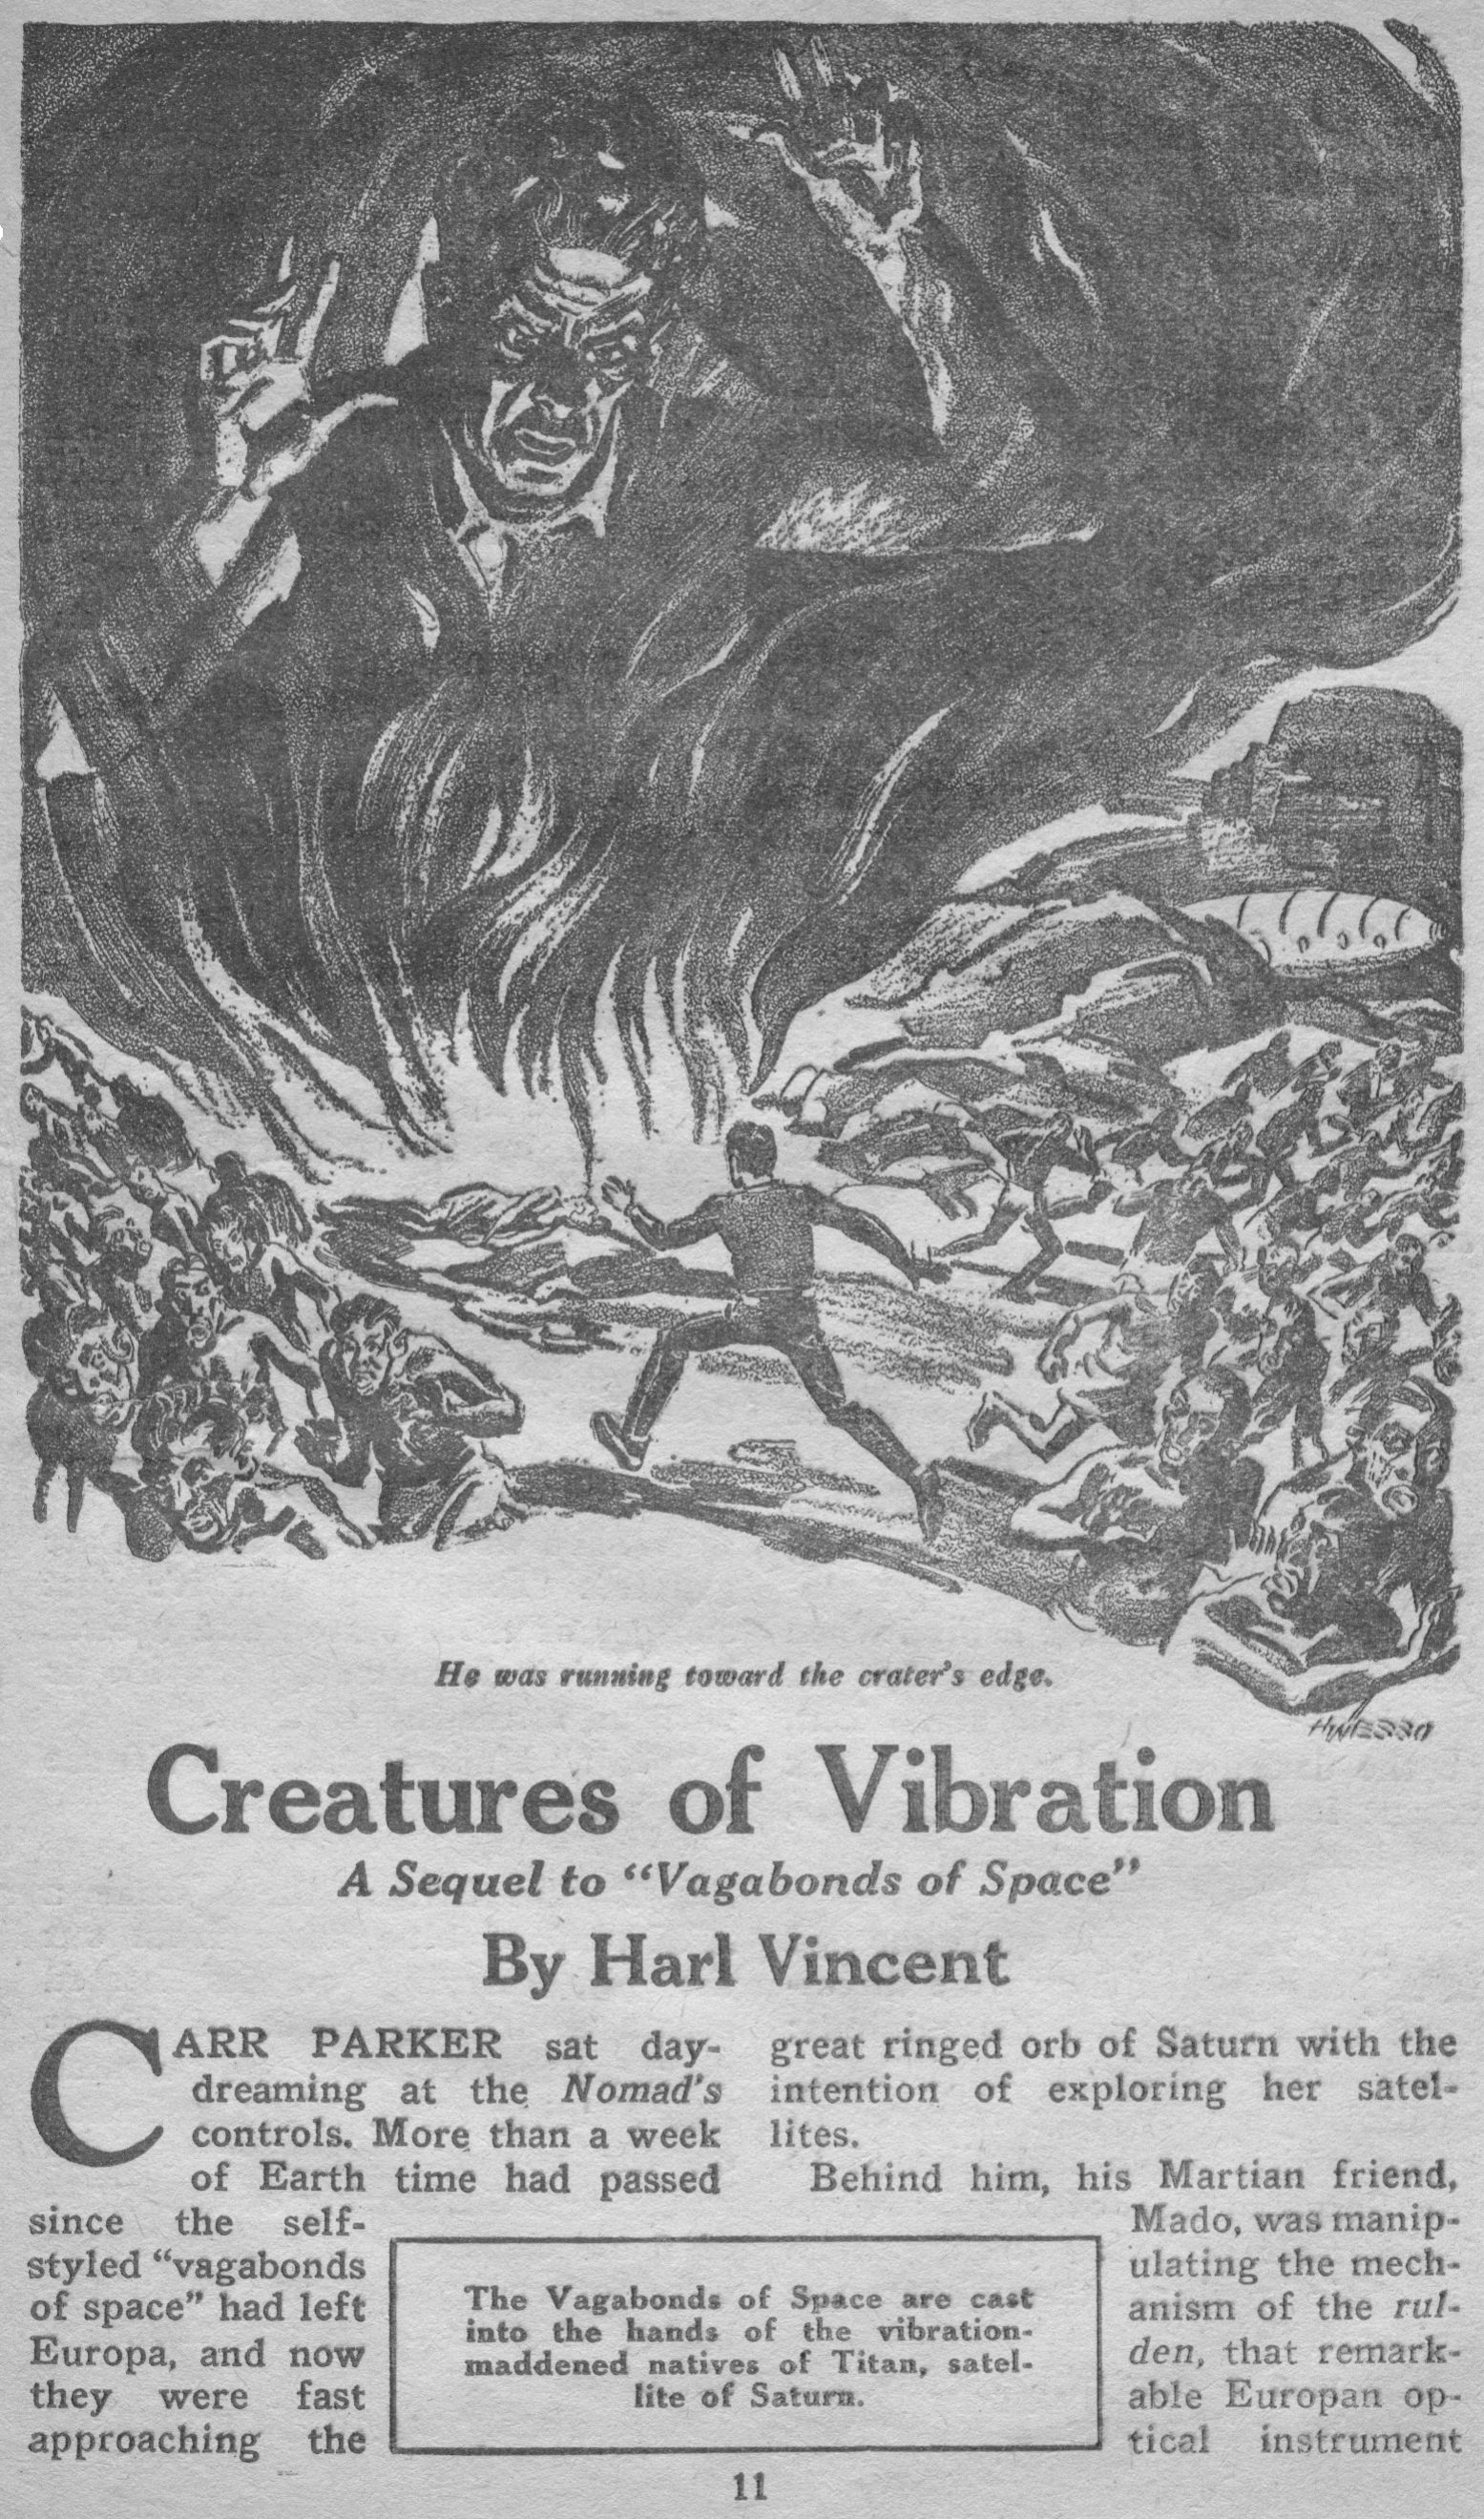 He was running toward the crater's edge.
HWESSO
Creatures of Vibration
A Sequel to "Vagabonds of Space"
By Harl Vincent
CARR PARKER sat day-
dreaming at the Nomad's
controls. More than a week
of Earth time had passed
since the self-
styled "vagabonds
of space" had left
Europa, and now
they were fast
approaching the
great ringed orb of Saturn with the
intention of exploring her satel-
lites.
Behind him, his Martian friend,
Mado, was manip-
ulating the mech-
anism of the rul-
den, that remark-
able Europan op-
tical instrument
The Vagabonds of Space are cast
into the hands of the vibration-
maddened natives of Titan, satel-
lite of Saturn.
11